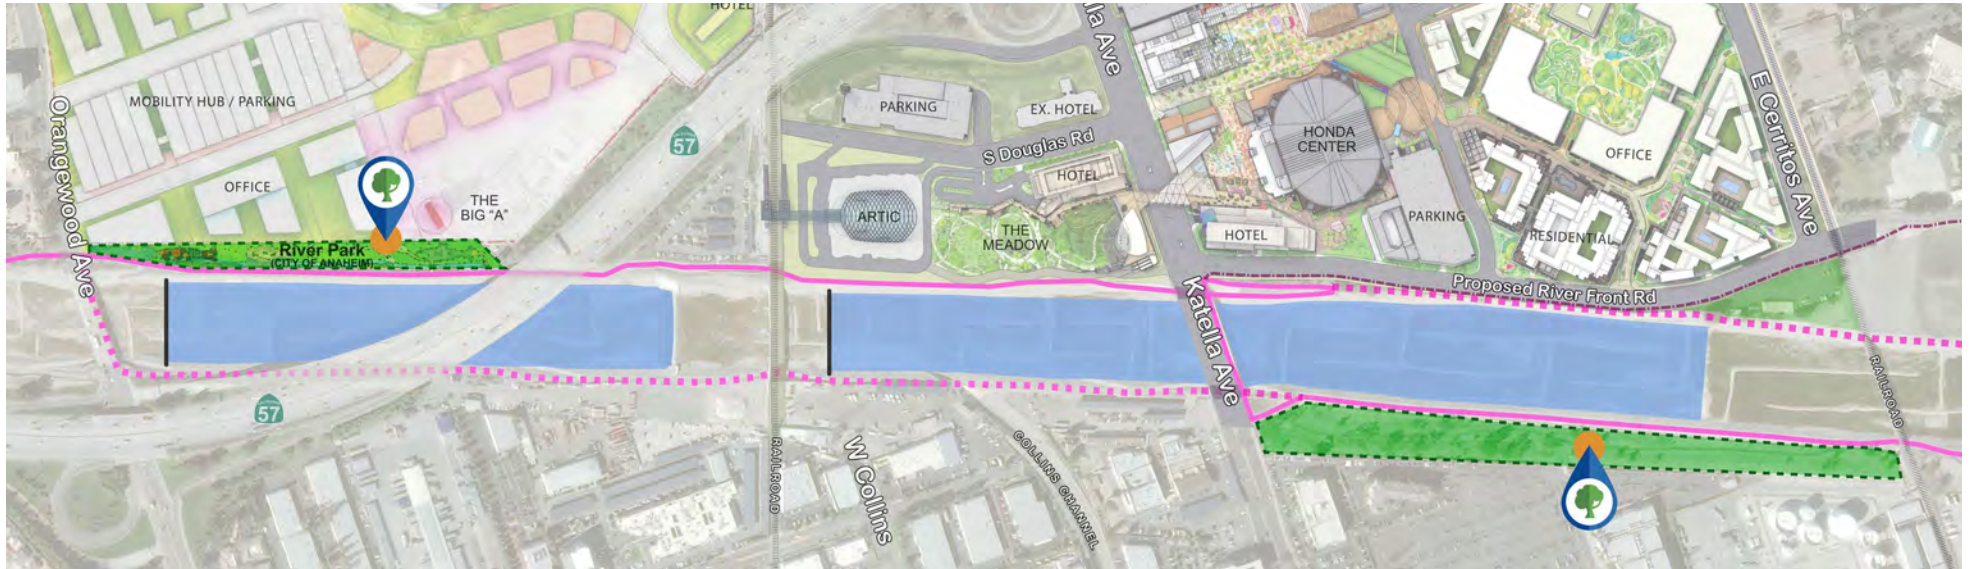 HOTEL
Katella Ave
Orangewood Ave
MOBILITY HUB / PARKING
OFFICE
THE
BIG "A"
River Park
(CITY OF ANAHEIM)
57
57
PARKING
EX. HOTEL
S Douglas Rd
HOTEL
ARTIC
THE
MEADOW
HONDA
CENTER
PARKING
HOTEL
OFFICE
RESIDENTIAL
E Cerritos Ave
Proposed River Front Rd
Katella Ave
RAILROAD
W Collins
COLLINS CHANNEL
RAILROAD